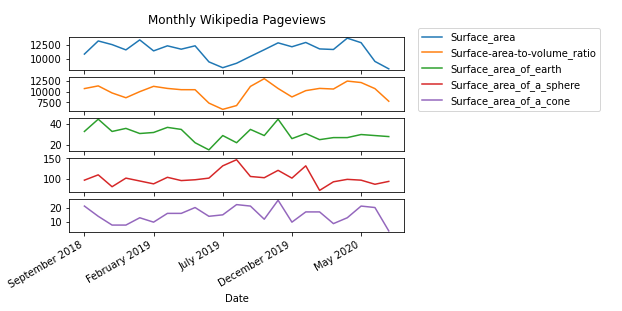 Monthly Wikipedia Pageviews
Surface_area
Surface-area-to-volume_ratio
Surface_area_of_earth
Surface_area_of_a_sphere
Surface_area_of_a_cone
12500
10000
12500
10000
7500
40
20
150
100
20
10
September 2018
February 2019
July 2019
December 2019
May 2020
Date